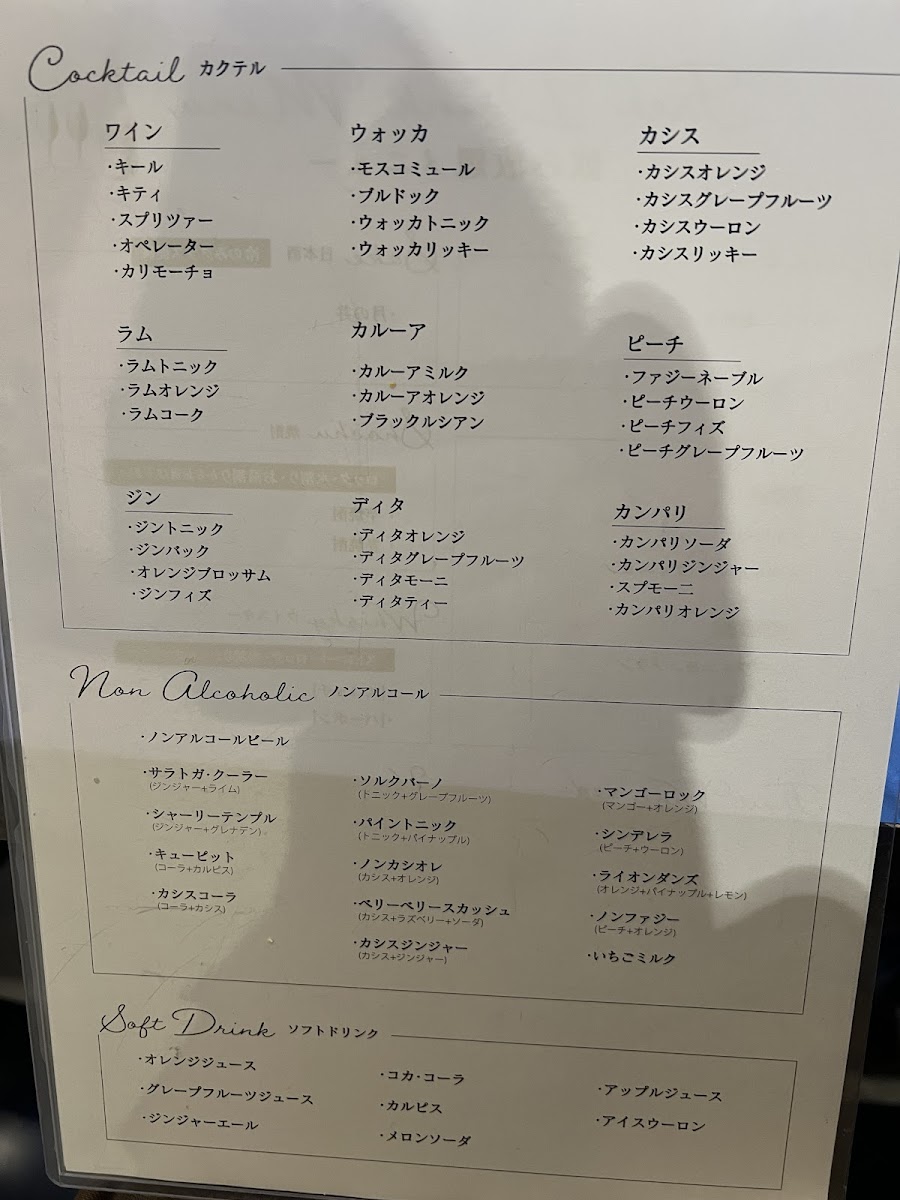 Cocktail カクテル
ワイン
・キール
・キティ
・スプリツァー
・オペレーター
・カリモーチョ
ウォッカ
・モスコミュール
・ブルドック
・ウォッカトニック
・ウォッカリッキー
カシス
・カシスオレンジ
・カシスグレープフルーツ
・カシスウーロン
・カシスリッキー
ラム
・ラムトニック
・ラムオレンジ
・ラムコーク
カルーア
・カルーアミルク
・カルーアオレンジ
・ブラックルシアン
ピーチ
・ファジーネーブル
・ピーチウーロン
・ピーチフィズ
・ピーチグレープフルーツ
ジン
・ジントニック
・ジンバック
・オレンジブロッサム
・ジンフィズ
ディタ
・ディタオレンジ
・ディタグレープフルーツ
・ディタモーニ
・ディタティー
カンパリ
・カンパリソーダ
・カンパリジンジャー
・スプモーニ
・カンパリオレンジ
Non Alcoholic ノンアルコール
・ノンアルコールビール
・サラトガ・クーラー
(ジンジャー+ライム)
・シャーリーテンプル
(ジンジャー+グレナデン)
・キューピット
(コーラ+カルピス)
・カシスコーラ
(コーラ+カシス)
・ソルクバーノ
(トニック+グレープフルーツ)
・パイントニック
(トニック+パイナップル)
・ノンカシオレ
(カシス+オレンジ)
・ベリーベリースカッシュ
(カシス+ラズベリー+ソーダ)
・カシスジンジャー
(カシス+ジンジャー)
・マンゴーロック
(マンゴー+オレンジ)
・シンデレラ
(ピーチ+ウーロン)
・ライオンダンズ
(オレンジ+パイナップル+レモン)
・ノンファジー
(ピーチ+オレンジ)
・いちごミルク
Soft Drink ソフトドリンク
・オレンジジュース
・グレープフルーツジュース
・ジンジャーエール
・コカ・コーラ
・カルピス
・メロンソーダ
・アップルジュース
・アイスウーロン